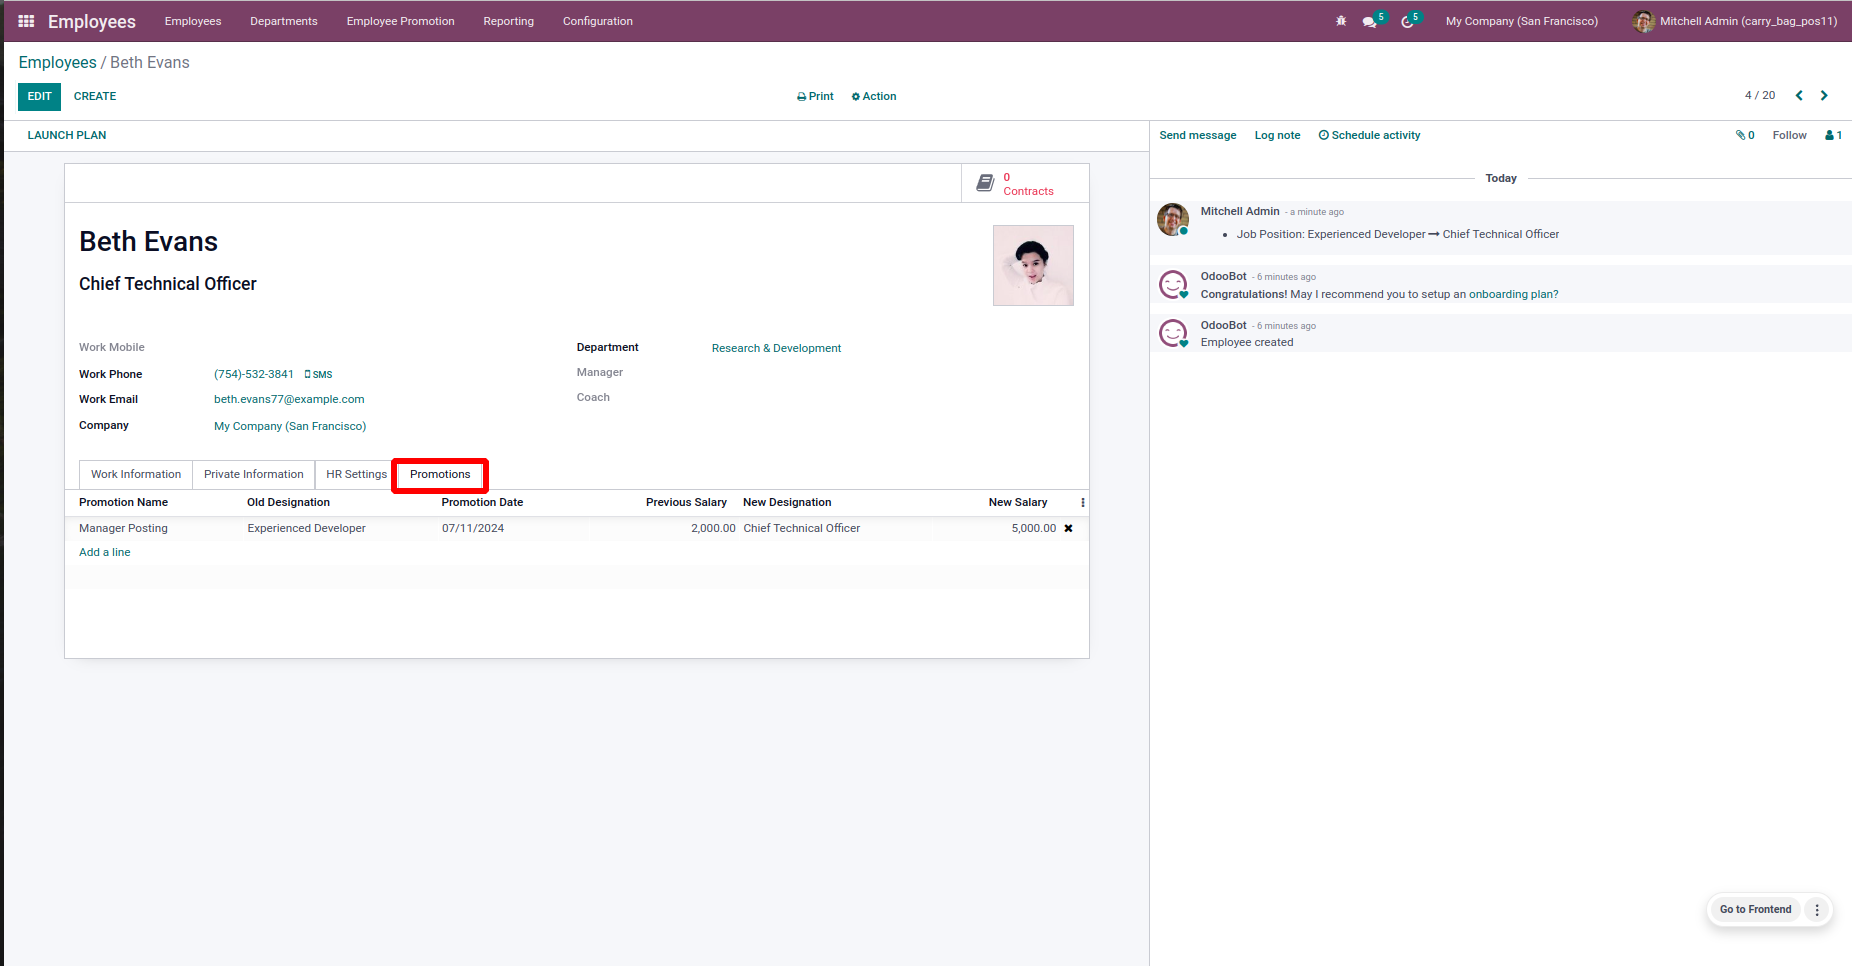 Employees Employees Departments Employee Promotion Reporting Configuration 5 5 My Company (San Francisco) Mitchell Admin (carry_bag_pos11)
Employees / Beth Evans
EDIT CREATE Print Action 4 / 20
LAUNCH PLAN
0
Contracts
Beth Evans
Chief Technical Officer
Work Mobile
Work Phone (754)-532-3841 SMS
Work Email beth.evans77@example.com
Company My Company (San Francisco)
Department Research & Development
Manager
Coach
Work Information Private Information HR Settings Promotions
Promotion Name Old Designation Promotion Date Previous Salary New Designation New Salary
Manager Posting Experienced Developer 07/11/2024 2,000.00 Chief Technical Officer 5,000.00
Add a line
Send message Log note Schedule activity 0 Follow 1
Today
Mitchell Admin - a minute ago
• Job Position: Experienced Developer → Chief Technical Officer
OdooBot - 6 minutes ago
Congratulations! May I recommend you to setup an onboarding plan?
OdooBot - 6 minutes ago
Employee created
Go to Frontend